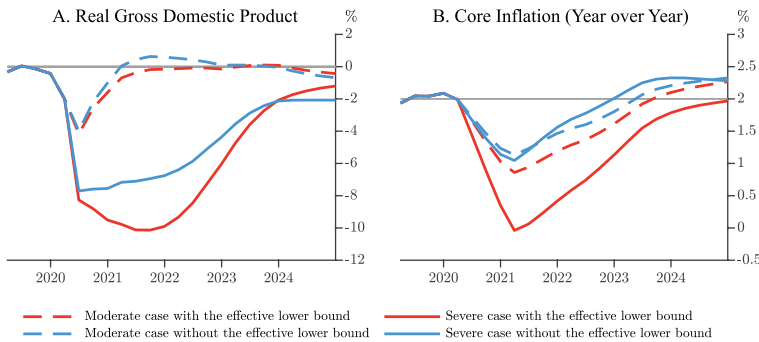 A. Real Gross Domestic Product
%
2
0
-2
-4
-6
-8
-10
-12
2020 2021 2022 2023 2024
B. Core Inflation (Year over Year)
%
3
2.5
2
1.5
1
0.5
0
-0.5
2020 2021 2022 2023 2024
Moderate case with the effective lower bound
Moderate case without the effective lower bound
Severe case with the effective lower bound
Severe case without the effective lower bound